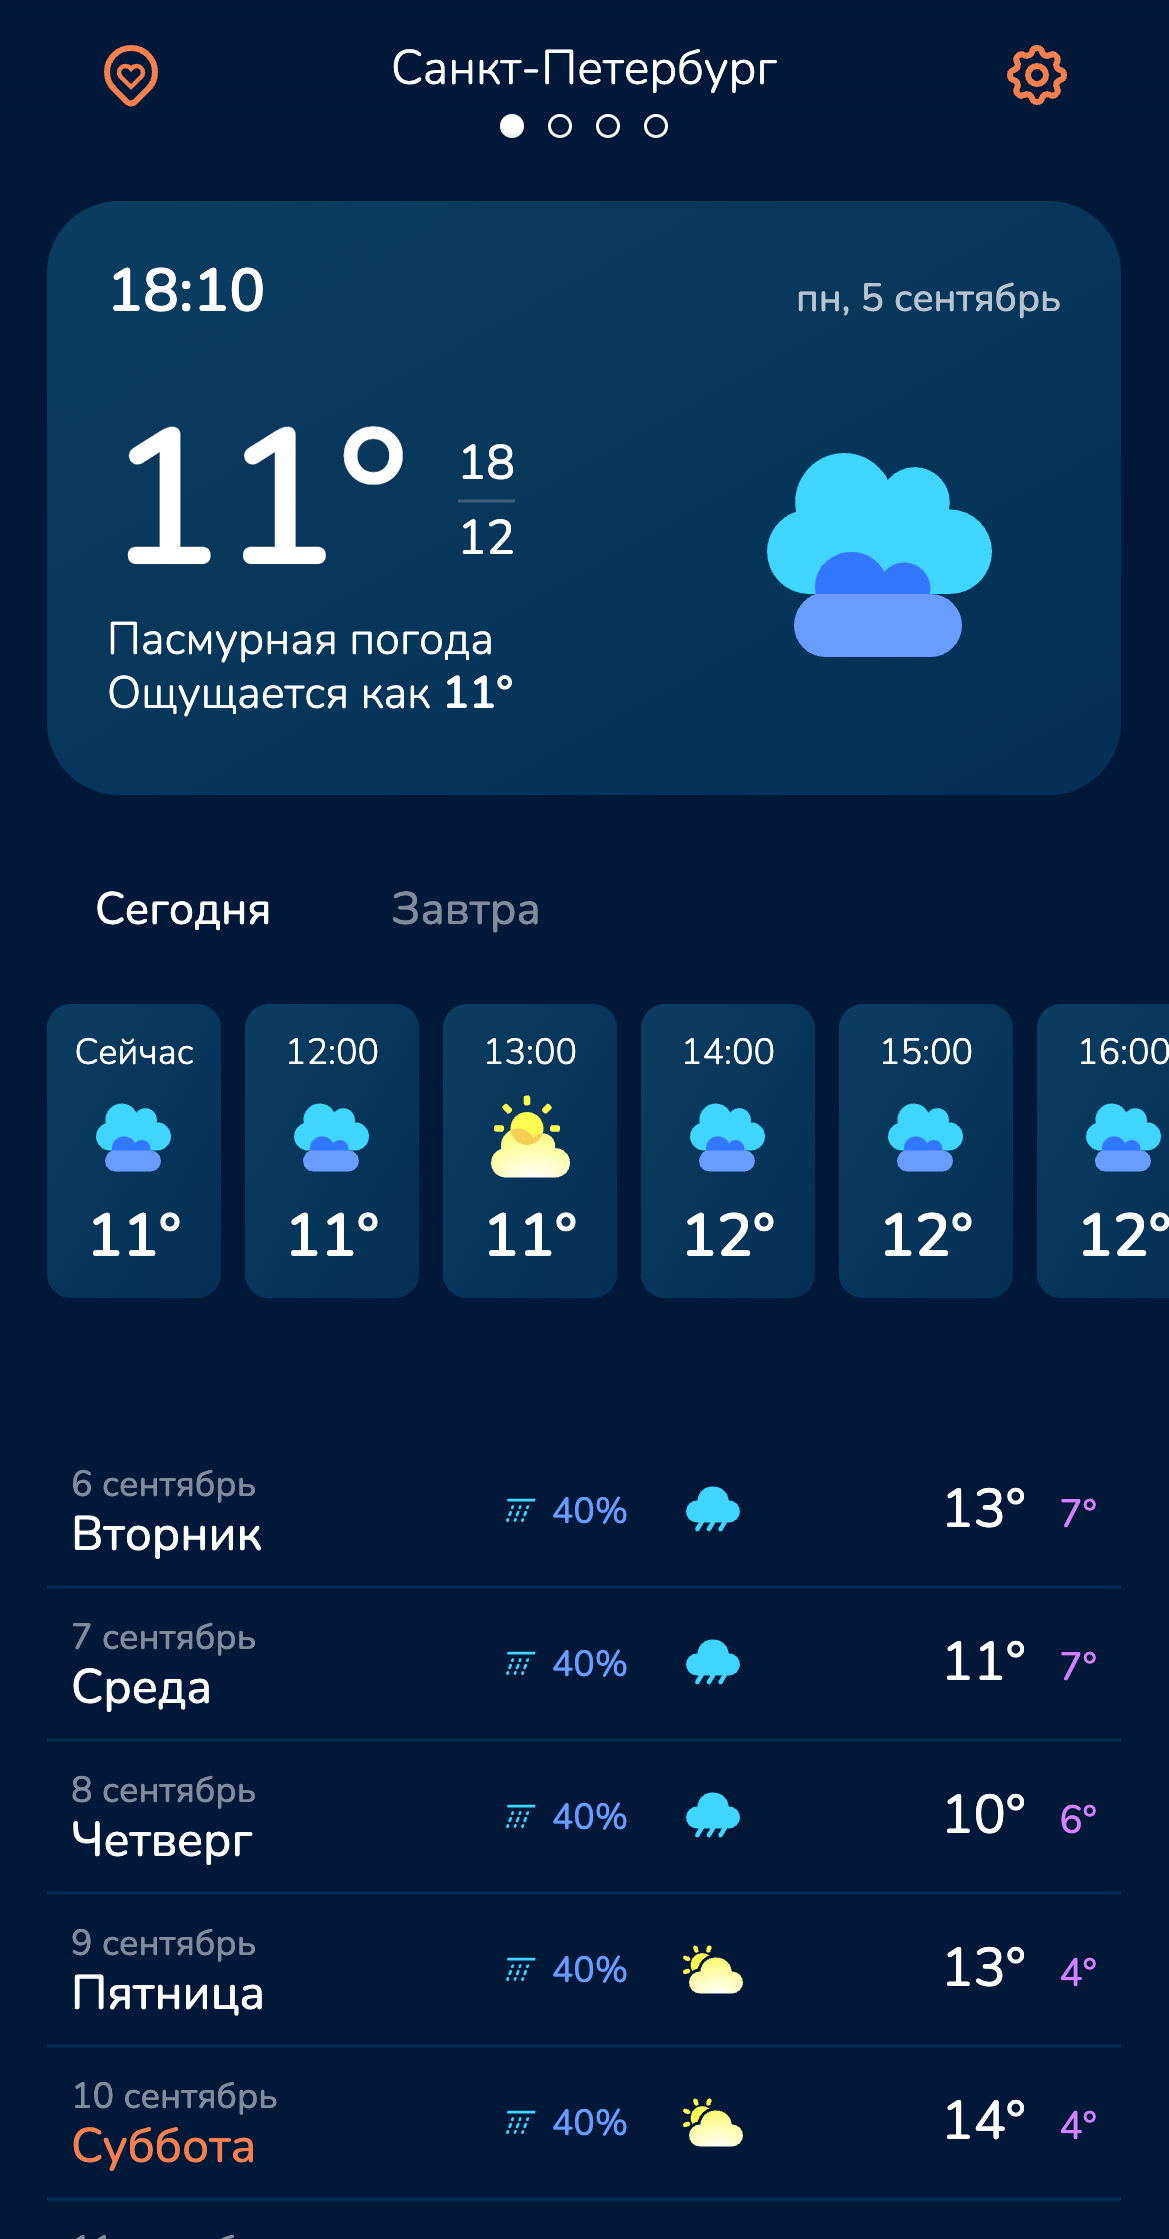 Санкт-Петербург
18:10
пн, 5 сентябрь
11°
18
12
Пасмурная погода
Ощущается как 11°
Сегодня Завтра
Сейчас 12:00 13:00 14:00 15:00 16:00
11° 11° 11° 12° 12° 12°
6 сентябрь
Вторник
40% 13° 7°
7 сентябрь
Среда
40% 11° 7°
8 сентябрь
Четверг
40% 10° 6°
9 сентябрь
Пятница
40% 13° 4°
10 сентябрь
Суббота
40% 14° 4°